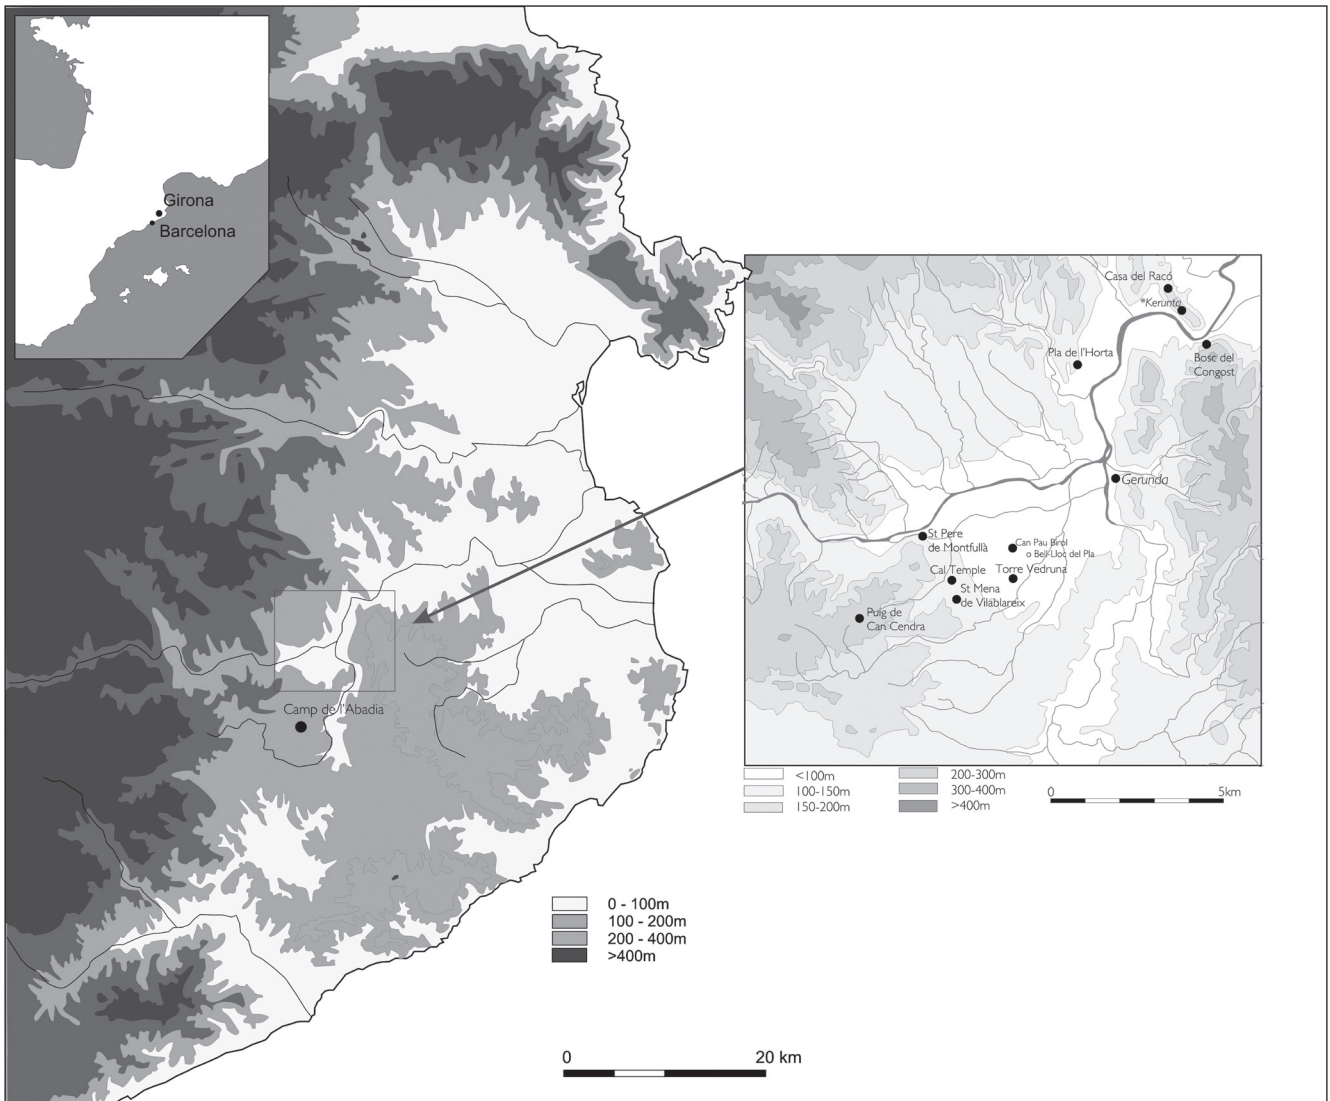 Girona
Barcelona
Casa del Racó
*Kerunta
Pla de l'Horta
Bosc del
Congost
Gerunda
St Pere
de Montfullà
Can Pau Birol
o Bell-Lloc del Pla
Cal Temple
Torre Vedruna
St Mena
de Vilablareix
Puig de
Can Cendra
Camp de l'Abadia
<100m
100-150m
150-200m
200-300m
300-400m
>400m
0 5km
0 - 100m
100 - 200m
200 - 400m
>400m
0 20 km